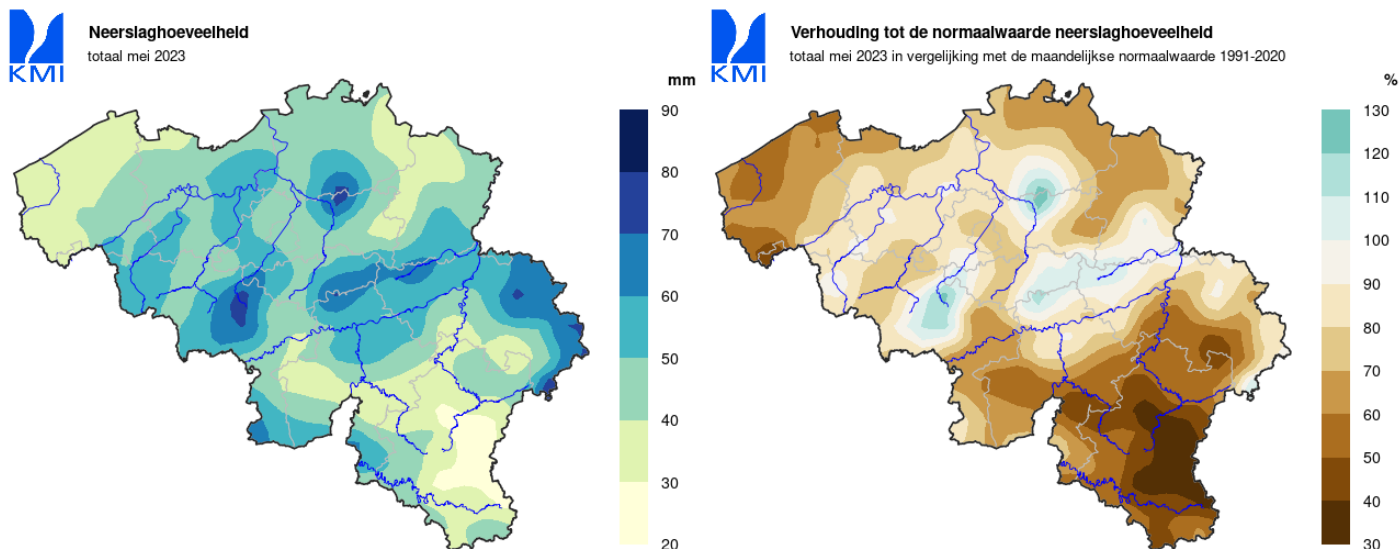 KMI
Neerslaghoeveelheid
totaal mei 2023
mm
90
80
70
60
50
40
30
20
KMI
Verhouding tot de normaalwaarde neerslaghoeveelheid
totaal mei 2023 in vergelijking met de maandelijkse normaalwaarde 1991-2020
%
130
120
110
100
90
80
70
60
50
40
30